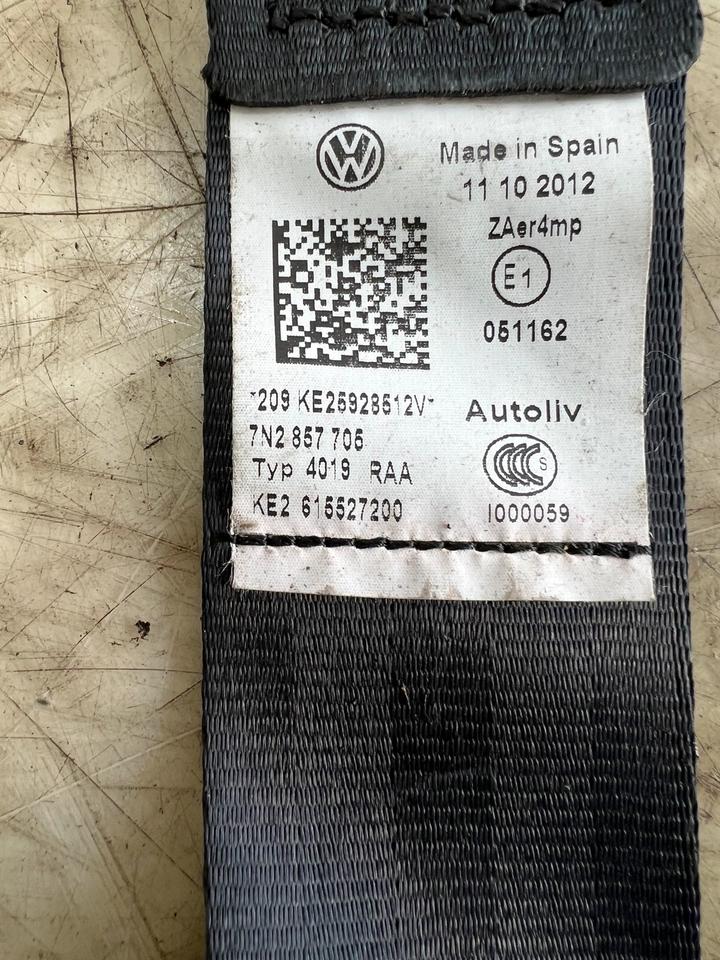 Made in Spain
11 10 2012
ZAer4mp
E1
051162
*209 KE25928512V*
7N2 857 705
Typ 4019 RAA
KE2 615527200
Autoliv
S
I000059